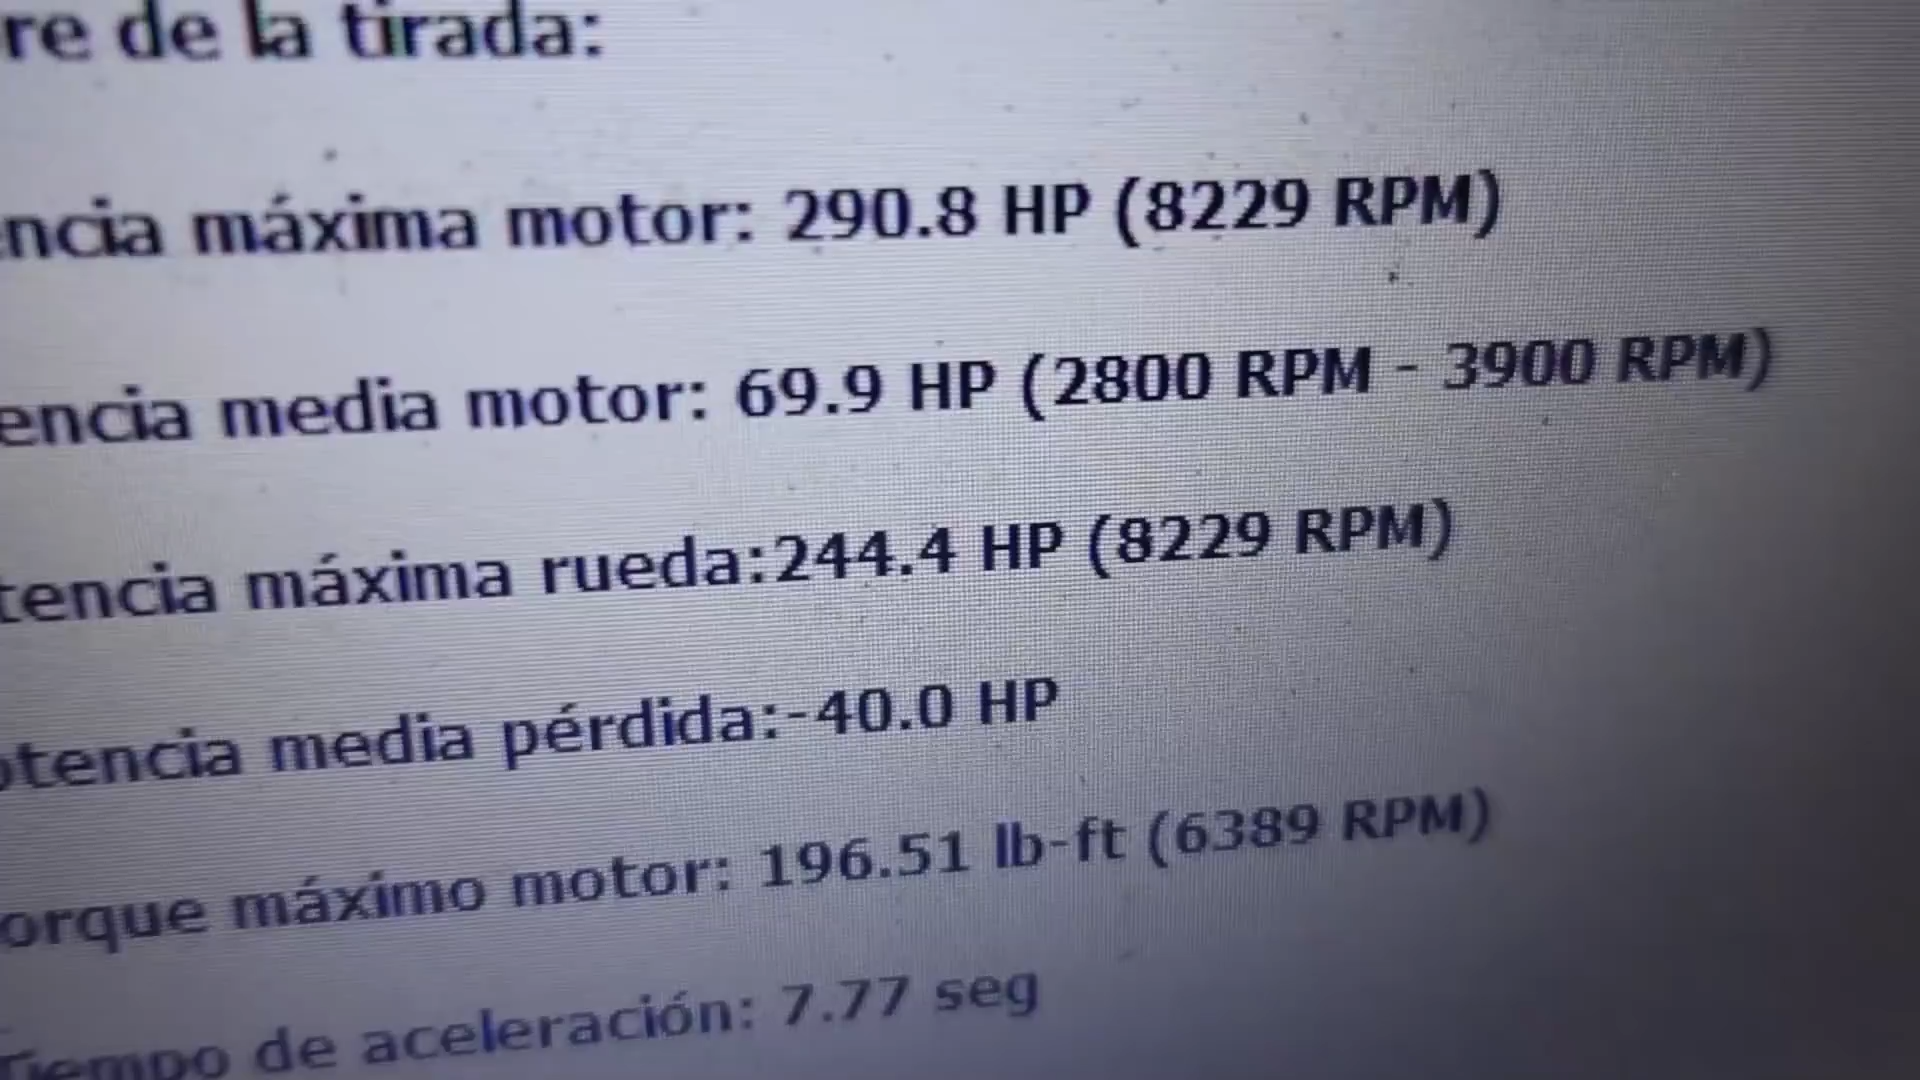 re de la tirada:
ncia máxima motor: 290.8 HP (8229 RPM)
encia media motor: 69.9 HP (2800 RPM - 3900 RPM)
tencia máxima rueda:244.4 HP (8229 RPM)
otencia media pérdida:-40.0 HP
orque máximo motor: 196.51 lb-ft (6389 RPM)
Tiempo de aceleración: 7.77 seg